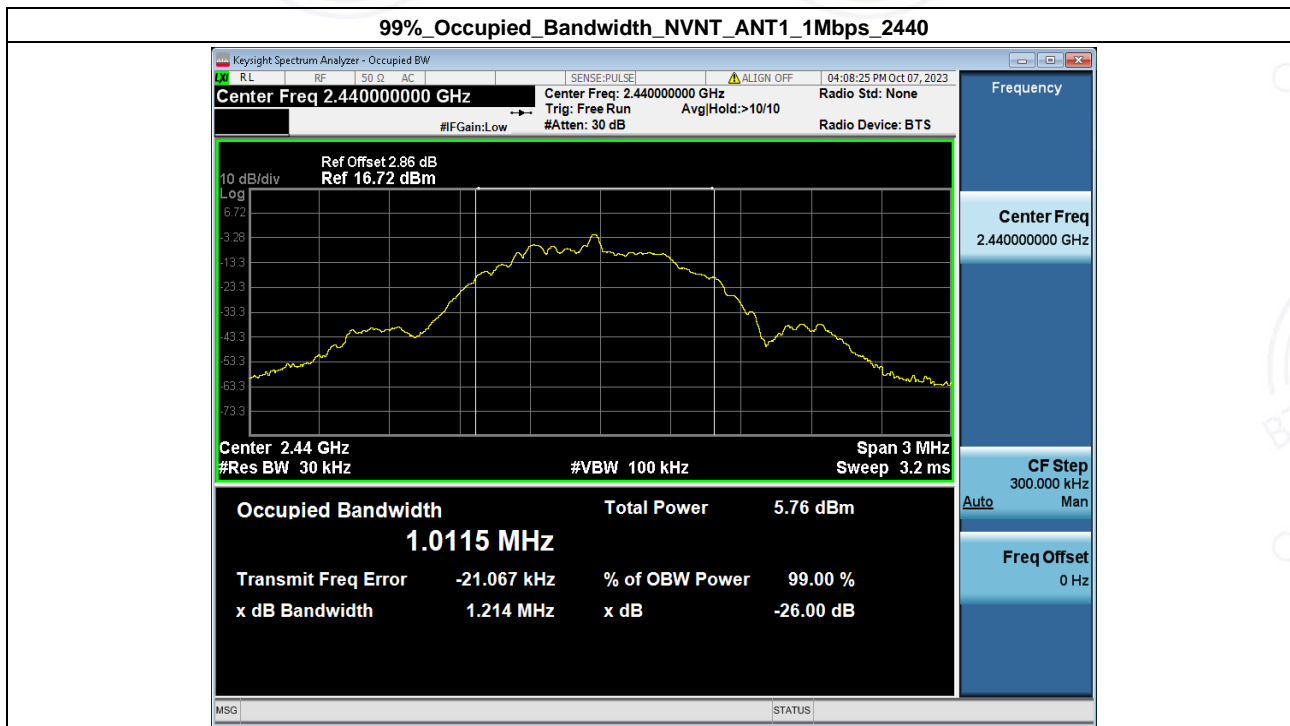 99%_Occupied_Bandwidth_NVNT_ANT1_1Mbps_2440
Keysight Spectrum Analyzer - Occupied BW
LXI RL RF 50 Ω AC SENSE:PULSE ALIGN OFF 04:08:25 PM Oct 07, 2023
Center Freq 2.440000000 GHz
Center Freq: 2.440000000 GHz Radio Std: None
Trig: Free Run Avg|Hold:>10/10
#IFGain:Low #Atten: 30 dB Radio Device: BTS
Ref Offset 2.86 dB
10 dB/div Ref 16.72 dBm
Log
6.72
-3.28
-13.3
-23.3
-33.3
-43.3
-53.3
-63.3
-73.3
Center 2.44 GHz Span 3 MHz
#Res BW 30 kHz #VBW 100 kHz Sweep 3.2 ms
Occupied Bandwidth Total Power 5.76 dBm
1.0115 MHz
Transmit Freq Error -21.067 kHz % of OBW Power 99.00 %
x dB Bandwidth 1.214 MHz x dB -26.00 dB
MSG STATUS
Frequency
Center Freq
2.440000000 GHz
CF Step
300.000 kHz
Auto Man
Freq Offset
0 Hz